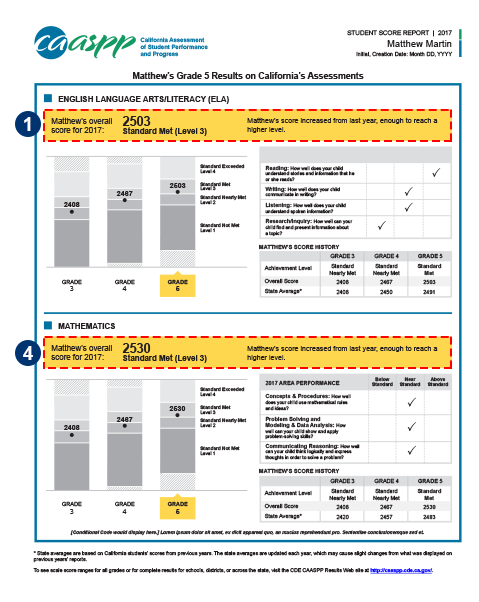 caaspp
California Assessment
of Student Performance
and Progress
STUDENT SCORE REPORT | 2017
Matthew Martin
Initial, Creation Date: Month DD, YYYY
Matthew's Grade 5 Results on California's Assessments
ENGLISH LANGUAGE ARTS/LITERACY (ELA)
1
Matthew's overall
score for 2017:
2503
Standard Met (Level 3)
Matthew's score increased from last year, enough to reach a
higher level.
2408
2467
2503
Standard Exceeded
Level 4
Standard Met
Level 3
Standard Nearly Met
Level 2
Standard Not Met
Level 1
GRADE
3
GRADE
4
GRADE
5
Reading: How well does your child
understand stories and information that he
or she reads?
Writing: How well does your child
communicate in writing?
Listening: How well does your child
understand spoken information?
Research/Inquiry: How well can your
child find and present information about
a topic?
MATTHEW'S SCORE HISTORY
GRADE 3 GRADE 4 GRADE 5
Achievement Level Standard Nearly Met Standard Nearly Met Standard Met
Overall Score 2408 2467 2503
State Average* 2408 2450 2491
MATHEMATICS
4
Matthew's overall
score for 2017:
2530
Standard Met (Level 3)
Matthew's score increased from last year, enough to reach a
higher level.
2408
2467
2530
Standard Exceeded
Level 4
Standard Met
Level 3
Standard Nearly Met
Level 2
Standard Not Met
Level 1
GRADE
3
GRADE
4
GRADE
5
2017 AREA PERFORMANCE Below Standard Near Standard Above Standard
Concepts & Procedures: How well
does your child use mathematical rules
and ideas?
Problem Solving and
Modeling & Data Analysis: How
well can your child show and apply
problem-solving skills?
Communicating Reasoning: How well
can your child think logically and express
thoughts in order to solve a problem?
MATTHEW'S SCORE HISTORY
GRADE 3 GRADE 4 GRADE 5
Achievement Level Standard Nearly Met Standard Nearly Met Standard Met
Overall Score 2408 2467 2530
State Average* 2420 2457 2483
[Conditional Code would display here.] Lorem ipsum dolor sit amet, ex dicit appareat quo, an mazim reprehendunt pro. Sententiae conclusionemque sed ei.
* State averages are based on California students' scores from previous years. The state averages are updated each year, which may cause slight changes from what was displayed on
previous years' reports.
To see scale score ranges for all grades or for complete results for schools, districts, or across the state, visit the CDE CAASPP Results Web site at http://caaspp.cde.ca.gov/.